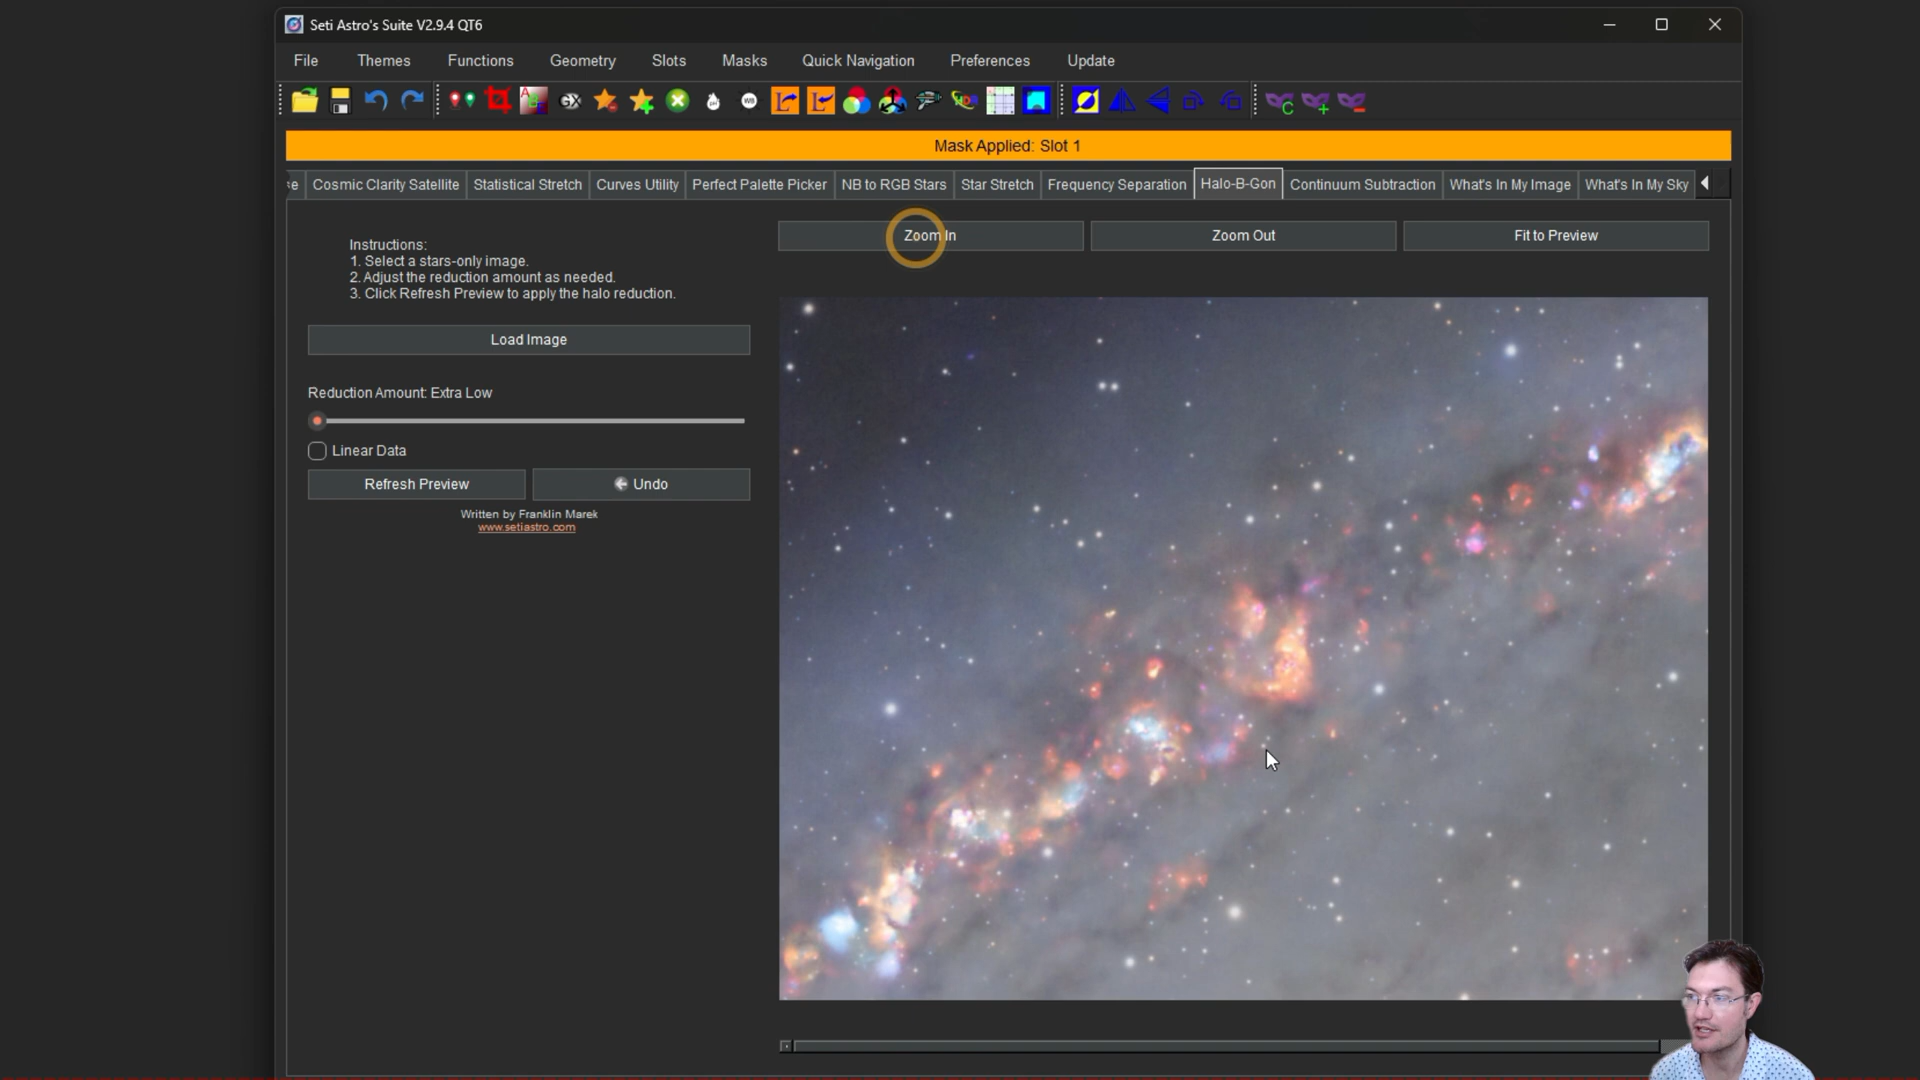 Seti Astro's Suite V2.9.4 QT6
File Themes Functions Geometry Slots Masks Quick Navigation Preferences Update
Mask Applied: Slot 1
Cosmic Clarity Satellite Statistical Stretch Curves Utility Perfect Palette Picker NB to RGB Stars Star Stretch Frequency Separation Halo-B-Gon Continuum Subtraction What's In My Image What's In My Sky
Zoom In Zoom Out Fit to Preview
Instructions:
1. Select a stars-only image.
2. Adjust the reduction amount as needed.
3. Click Refresh Preview to apply the halo reduction.
Load Image
Reduction Amount: Extra Low
Linear Data
Refresh Preview Undo
Written by Franklin Marek
www.setiastro.com